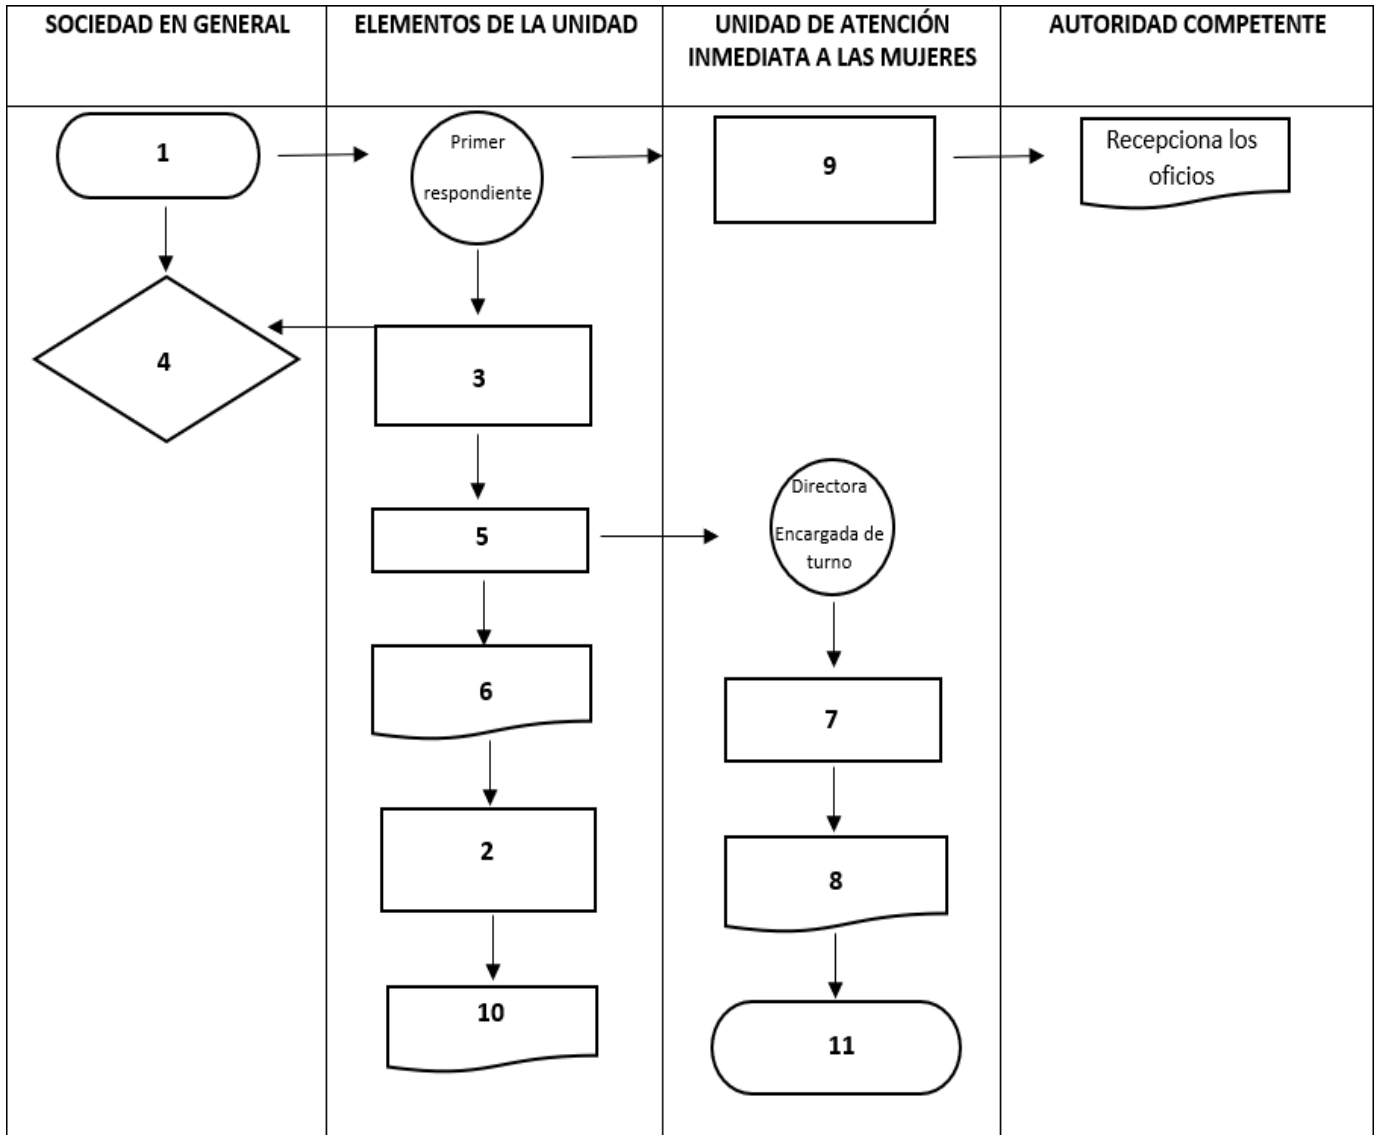 SOCIEDAD EN GENERAL
ELEMENTOS DE LA UNIDAD
UNIDAD DE ATENCIÓN
INMEDIATA A LAS MUJERES
AUTORIDAD COMPETENTE
1
Primer
respondiente
9
Recepciona los
oficios
4
3
5
Directora
Encargada de
turno
6
7
2
8
10
11